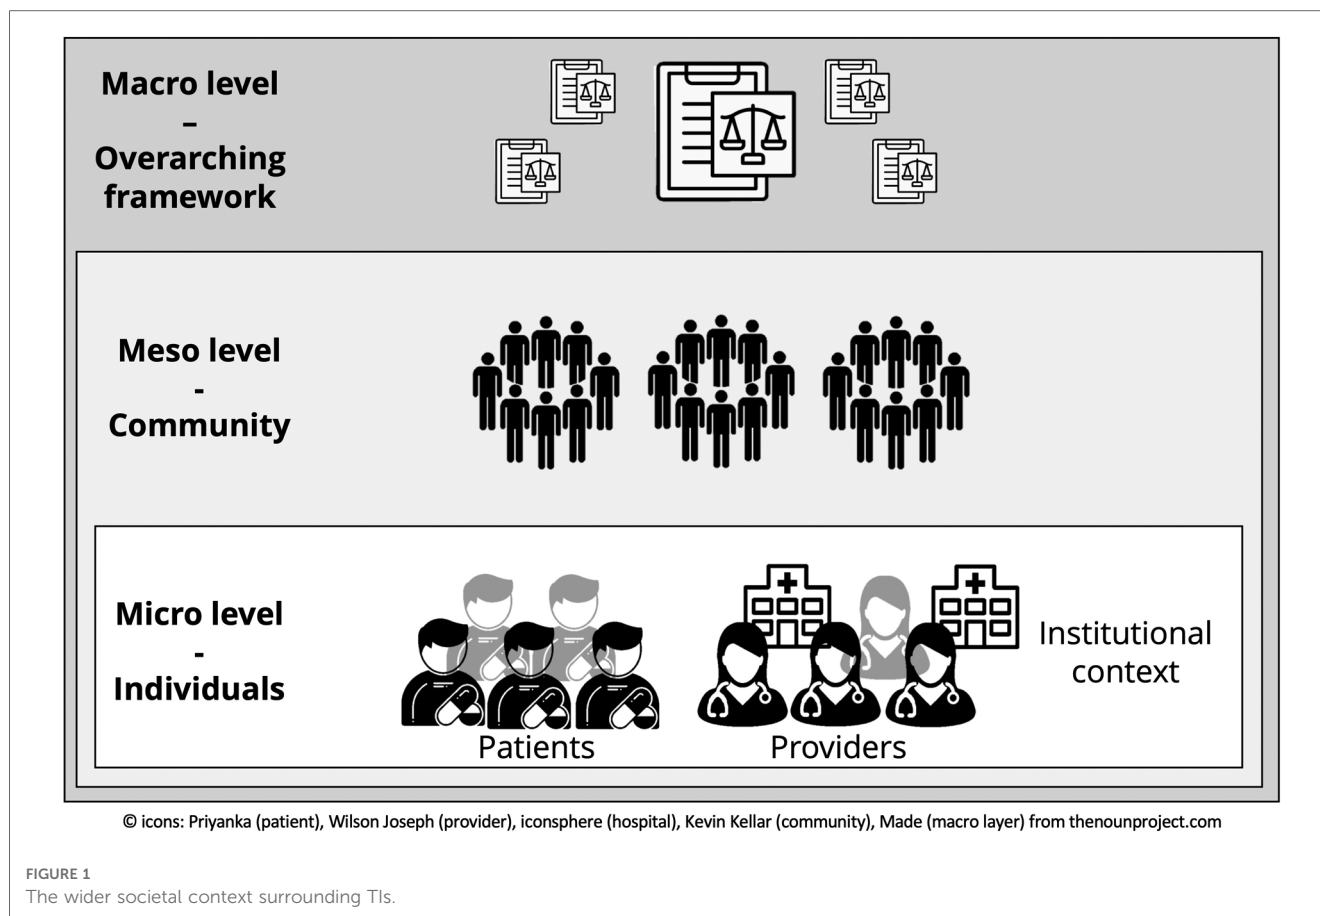 Macro level
–
Overarching
framework
Meso level
-
Community
Micro level
-
Individuals
Patients
Providers
Institutional
context
© icons: Priyanka (patient), Wilson Joseph (provider), iconsphere (hospital), Kevin Kellar (community), Made (macro layer) from thenounproject.com
FIGURE 1
The wider societal context surrounding TIs.